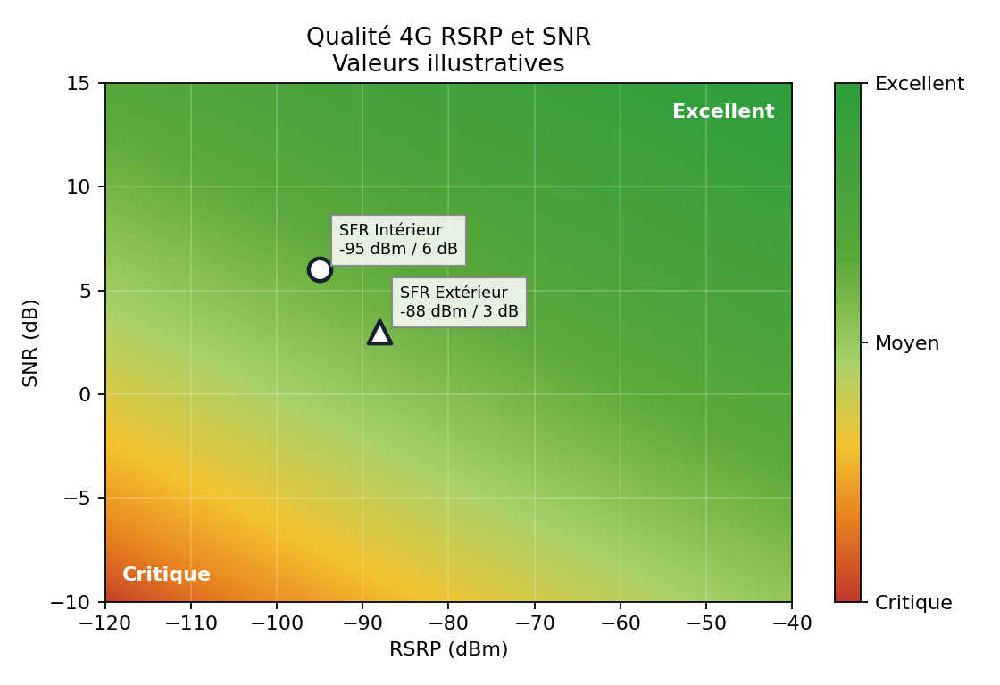 Qualité 4G RSRP et SNR
Valeurs illustratives
15
10
5
0
−5
−10
SNR (dB)
Excellent
SFR Intérieur
-95 dBm / 6 dB
SFR Extérieur
-88 dBm / 3 dB
Critique
−120
−110
−100
−90
−80
−70
−60
−50
−40
RSRP (dBm)
Excellent
Moyen
Critique